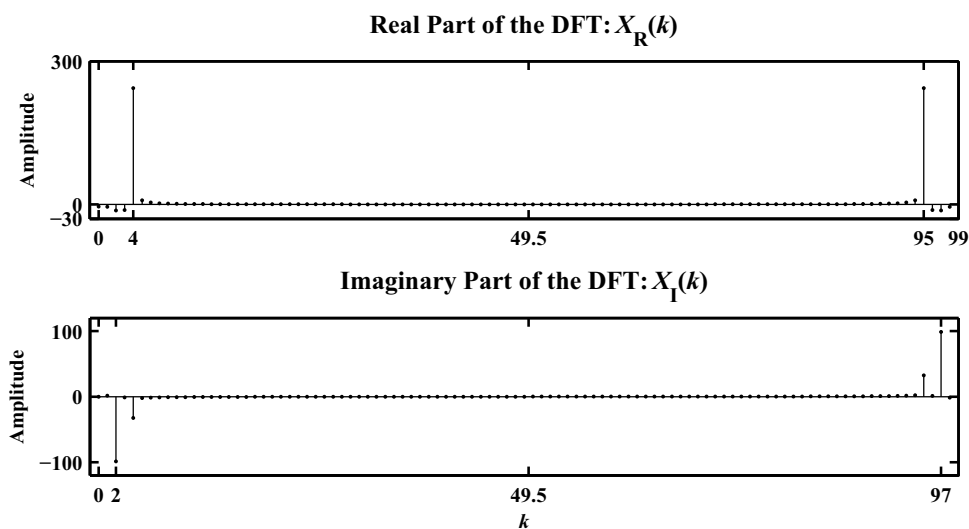 Real Part of the DFT: X_R(k)
300
Amplitude
0
−30
0 4 49.5 95 99
Imaginary Part of the DFT: X_I(k)
100
Amplitude
0
−100
0 2 49.5 97
k